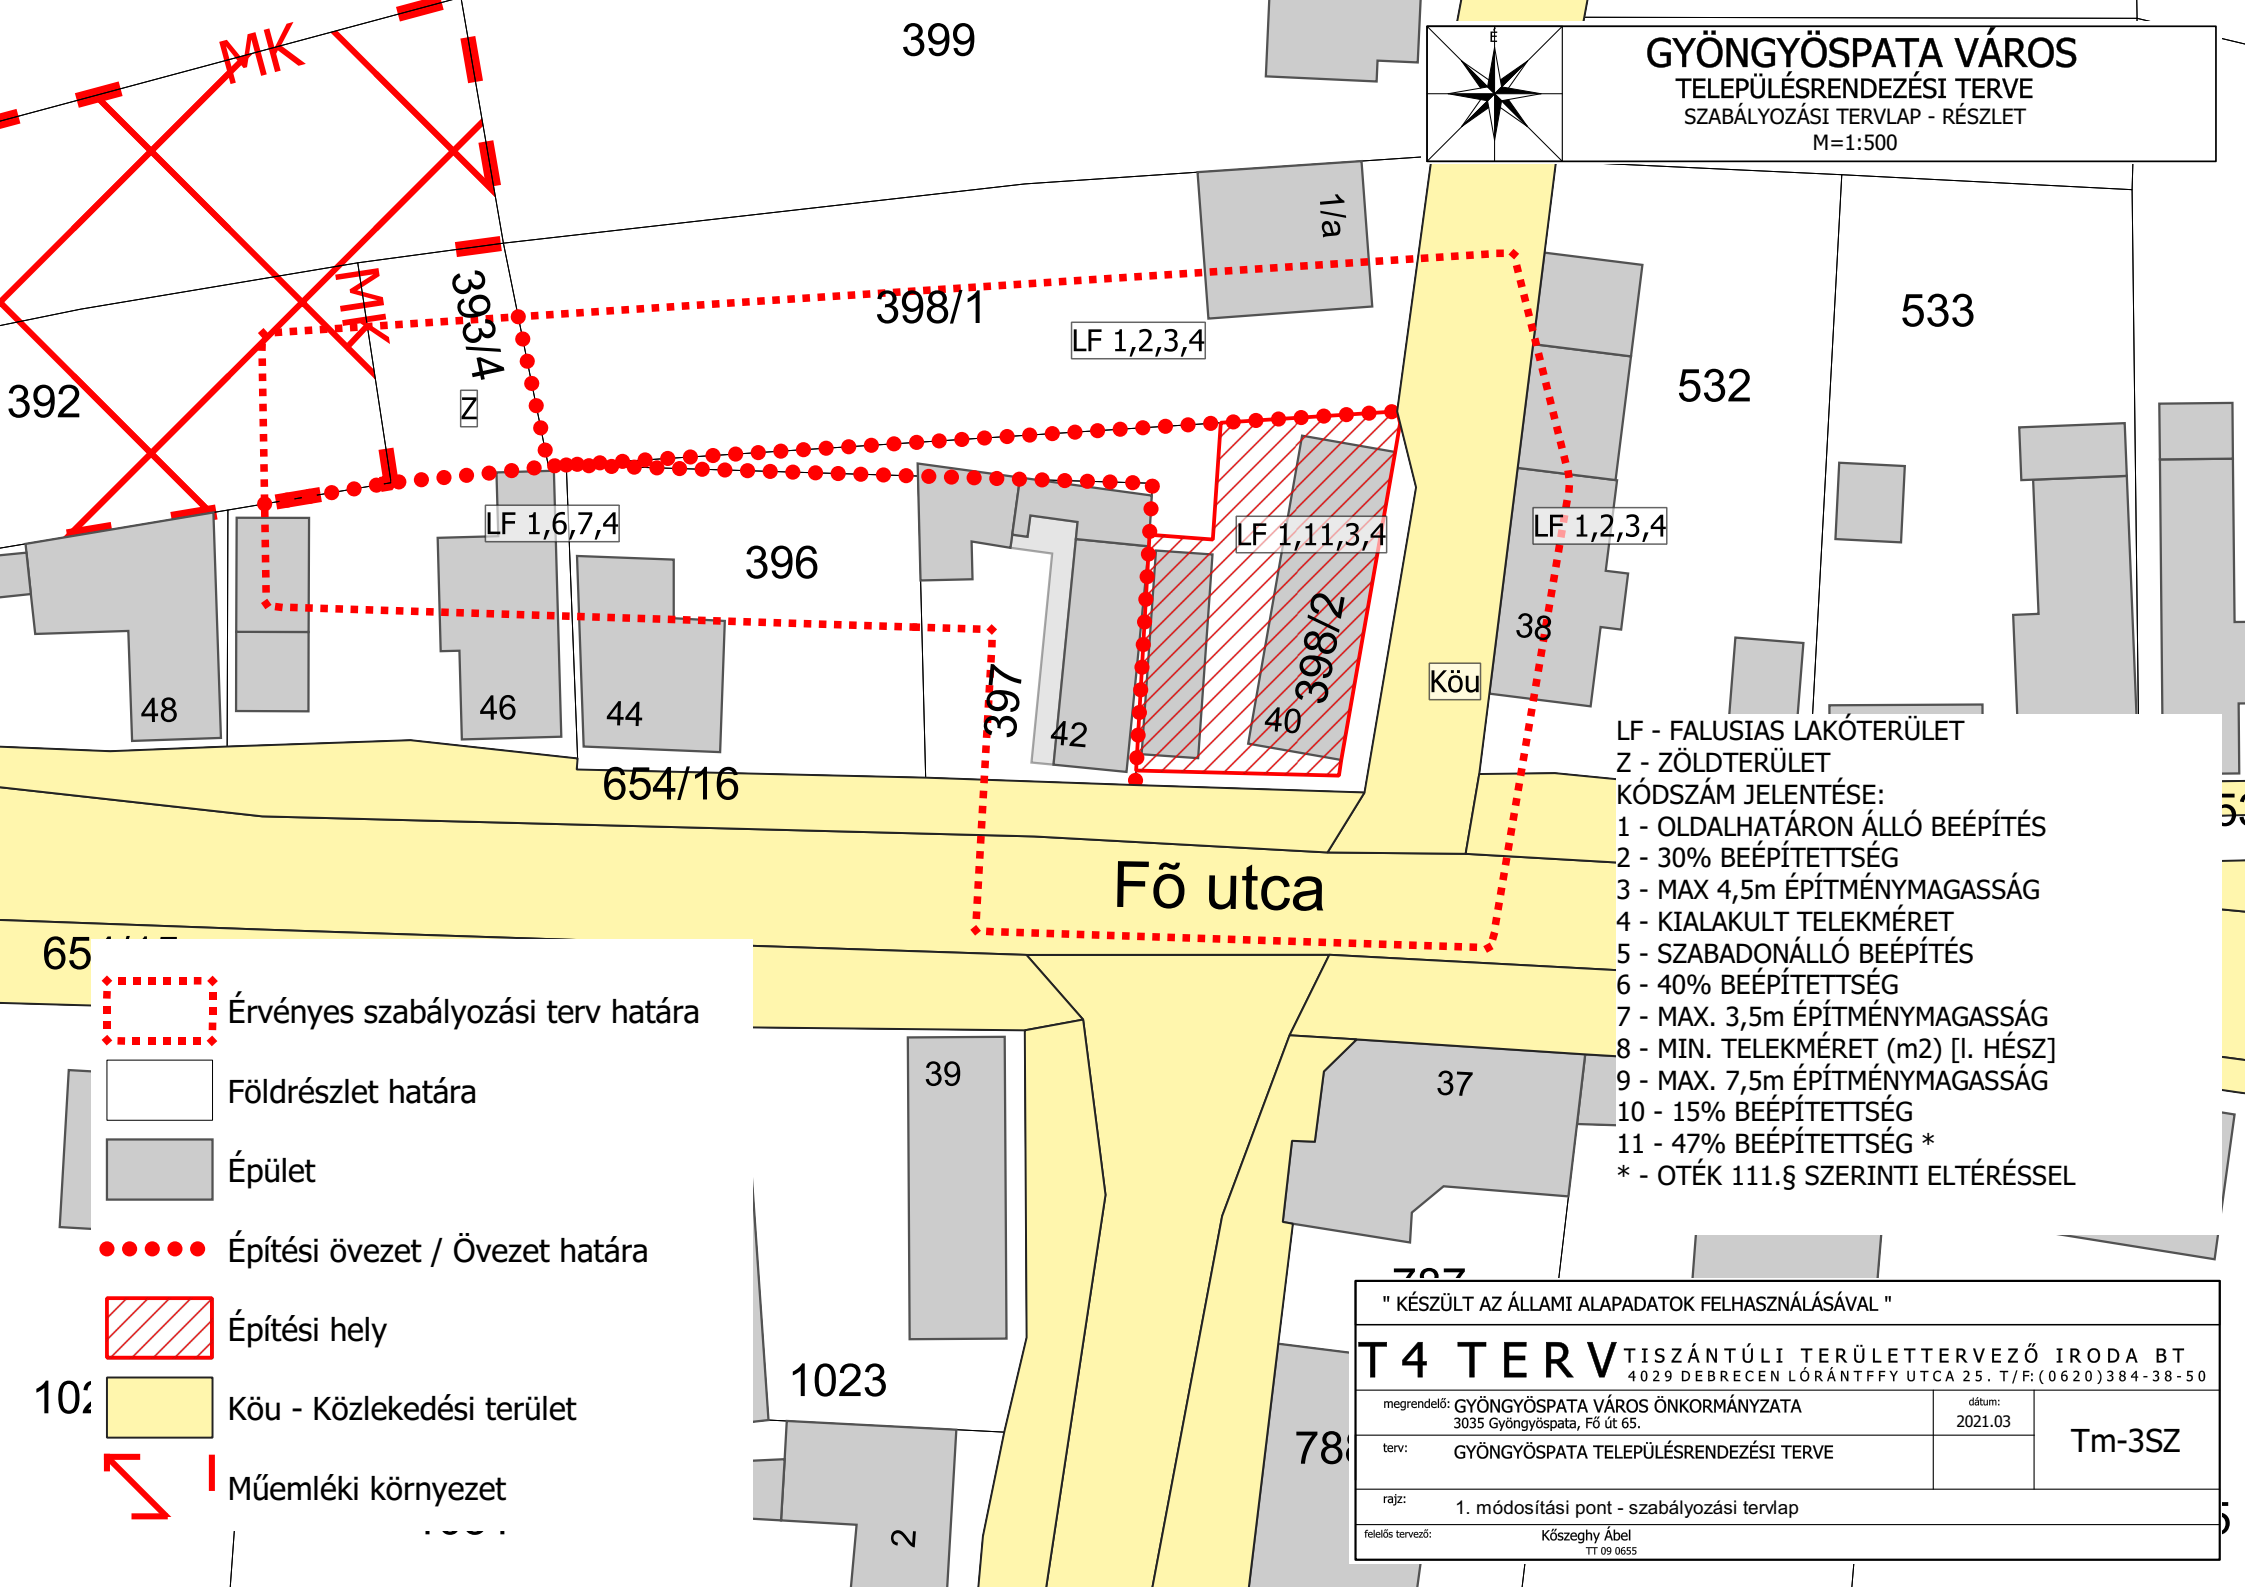 399
E
GYÖNGYÖSPATA VÁROS
TELEPÜLÉSRENDEZÉSI TERVE
SZABÁLYOZÁSI TERVLAP - RÉSZLET
M=1:500
MK
MK
1/a
393/4
398/1
LF 1,2,3,4
533
532
392
Z
LF 1,6,7,4
396
LF 1,11,3,4
LF 1,2,3,4
398/2
38
397
Köu
48
46
44
42
40
654/16
Fõ utca
LF - FALUSIAS LAKÓTERÜLET
Z - ZÖLDTERÜLET
KÓDSZÁM JELENTÉSE:
1 - OLDALHATÁRON ÁLLÓ BEÉPÍTÉS
2 - 30% BEÉPÍTETTSÉG
3 - MAX 4,5m ÉPÍTMÉNYMAGASSÁG
4 - KIALAKULT TELEKMÉRET
5 - SZABADONÁLLÓ BEÉPÍTÉS
6 - 40% BEÉPÍTETTSÉG
7 - MAX. 3,5m ÉPÍTMÉNYMAGASSÁG
8 - MIN. TELEKMÉRET (m2) [l. HÉSZ]
9 - MAX. 7,5m ÉPÍTMÉNYMAGASSÁG
10 - 15% BEÉPÍTETTSÉG
11 - 47% BEÉPÍTETTSÉG *
* - OTÉK 111.§ SZERINTI ELTÉRÉSSEL
Érvényes szabályozási terv határa
Földrészlet határa
Épület
Építési övezet / Övezet határa
Építési hely
Köu - Közlekedési terület
Műemléki környezet
39
37
1023
2
" KÉSZÜLT AZ ÁLLAMI ALAPADATOK FELHASZNÁLÁSÁVAL "
T4 TERV TISZÁNTÚLI TERÜLETTERVEZŐ IRODA BT
4029 DEBRECEN LÓRÁNTFFY UTCA 25. T/F:(0620)384-38-50
megrendelő: GYÖNGYÖSPATA VÁROS ÖNKORMÁNYZATA
3035 Gyöngyöspata, Fő út 65.
dátum:
2021.03
Tm-3SZ
terv: GYÖNGYÖSPATA TELEPÜLÉSRENDEZÉSI TERVE
rajz: 1. módosítási pont - szabályozási tervlap
felelős tervező: Kőszeghy Ábel
TT 09 0655